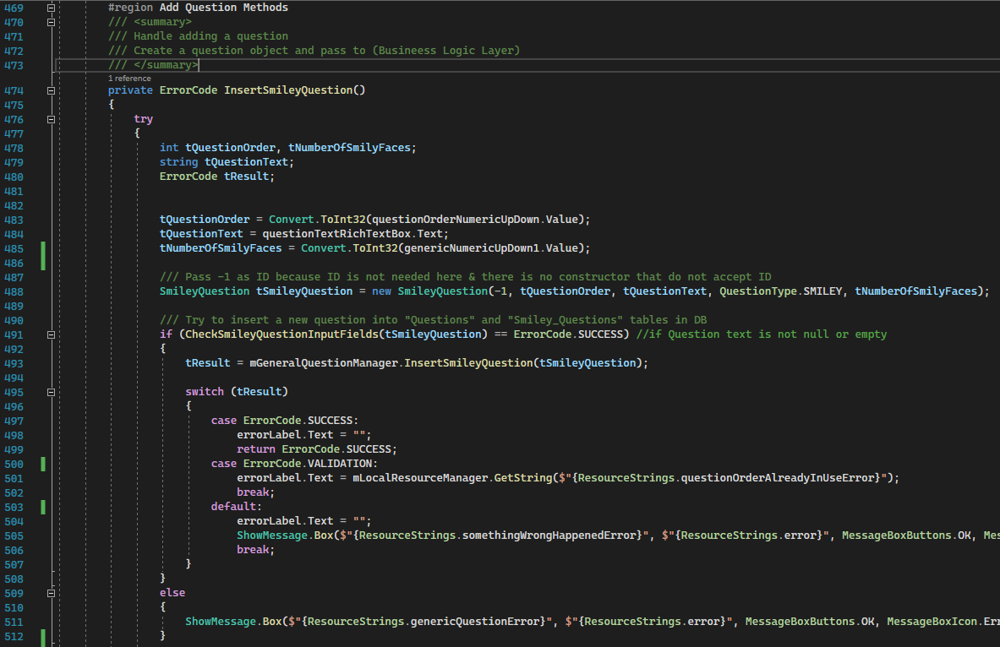 469 #region Add Question Methods
470 /// <summary>
471 /// Handle adding a question
472 /// Create a question object and pass to (Busineess Logic Layer)
473 /// </summary>
1 reference
474 private ErrorCode InsertSmileyQuestion()
475 {
476 try
477 {
478 int tQuestionOrder, tNumberOfSmilyFaces;
479 string tQuestionText;
480 ErrorCode tResult;
481
482
483 tQuestionOrder = Convert.ToInt32(questionOrderNumericUpDown.Value);
484 tQuestionText = questionTextRichTextBox.Text;
485 tNumberOfSmilyFaces = Convert.ToInt32(genericNumericUpDown1.Value);
486
487 /// Pass -1 as ID because ID is not needed here & there is no constructor that do not accept ID
488 SmileyQuestion tSmileyQuestion = new SmileyQuestion(-1, tQuestionOrder, tQuestionText, QuestionType.SMILEY, tNumberOfSmilyFaces);
489
490 /// Try to insert a new question into "Questions" and "Smiley_Questions" tables in DB
491 if (CheckSmileyQuestionInputFields(tSmileyQuestion) == ErrorCode.SUCCESS) //if Question text is not null or empty
492 {
493 tResult = mGeneralQuestionManager.InsertSmileyQuestion(tSmileyQuestion);
494
495 switch (tResult)
496 {
497 case ErrorCode.SUCCESS:
498 errorLabel.Text = "";
499 return ErrorCode.SUCCESS;
500 case ErrorCode.VALIDATION:
501 errorLabel.Text = mLocalResourceManager.GetString($"{ResourceStrings.questionOrderAlreadyInUseError}");
502 break;
503 default:
504 errorLabel.Text = "";
505 ShowMessage.Box($"{ResourceStrings.somethingWrongHappenedError}", $"{ResourceStrings.error}", MessageBoxButtons.OK, Mes
506 break;
507 }
508 }
509 else
510 {
511 ShowMessage.Box($"{ResourceStrings.genericQuestionError}", $"{ResourceStrings.error}", MessageBoxButtons.OK, MessageBoxIcon.Err
512 }